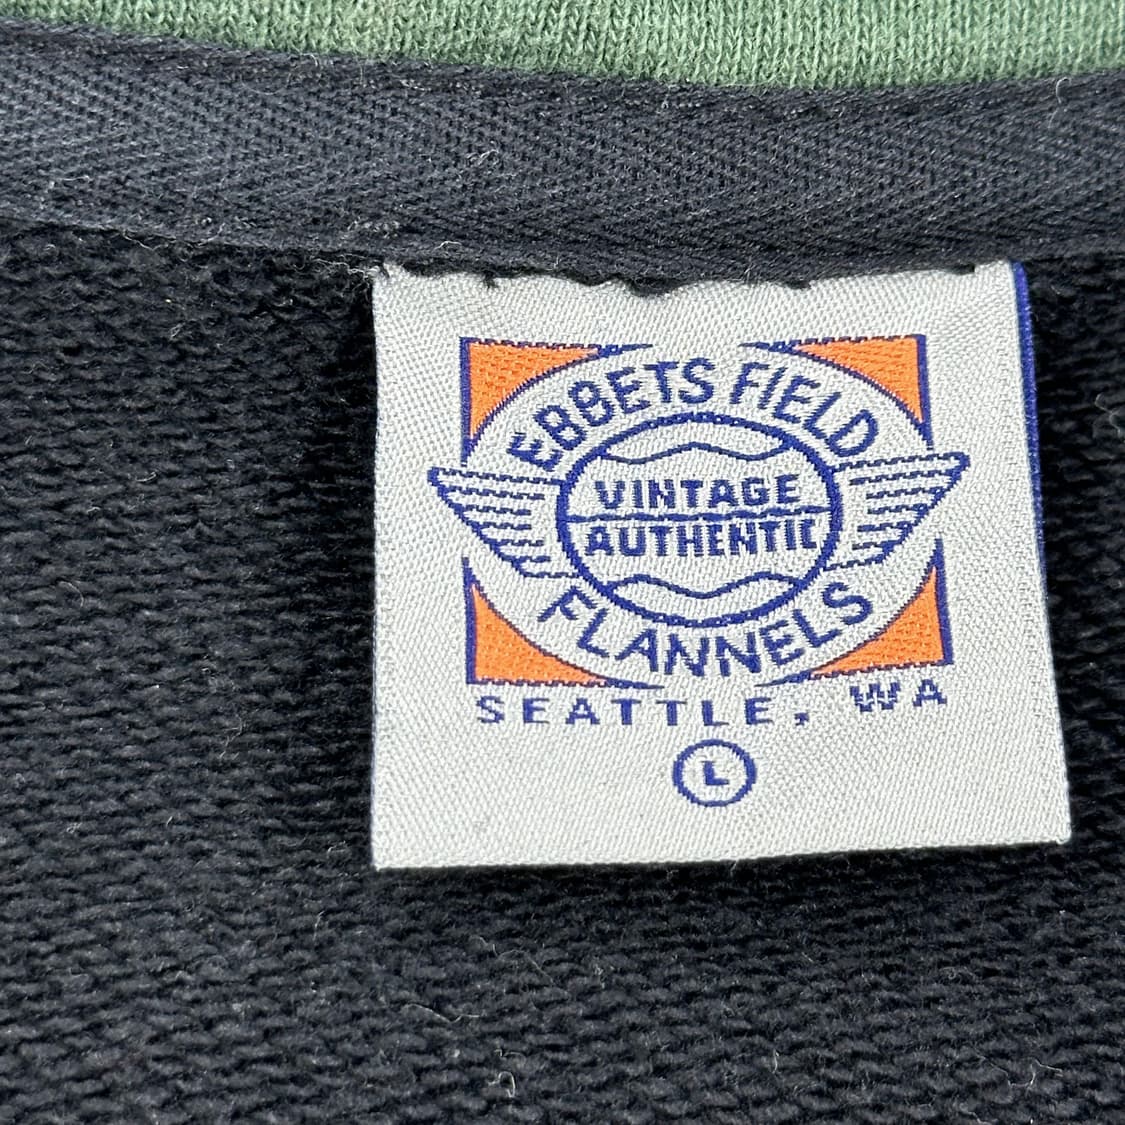 EBBETS FIELD
VINTAGE
AUTHENTIC
FLANNELS
SEATTLE, WA
L